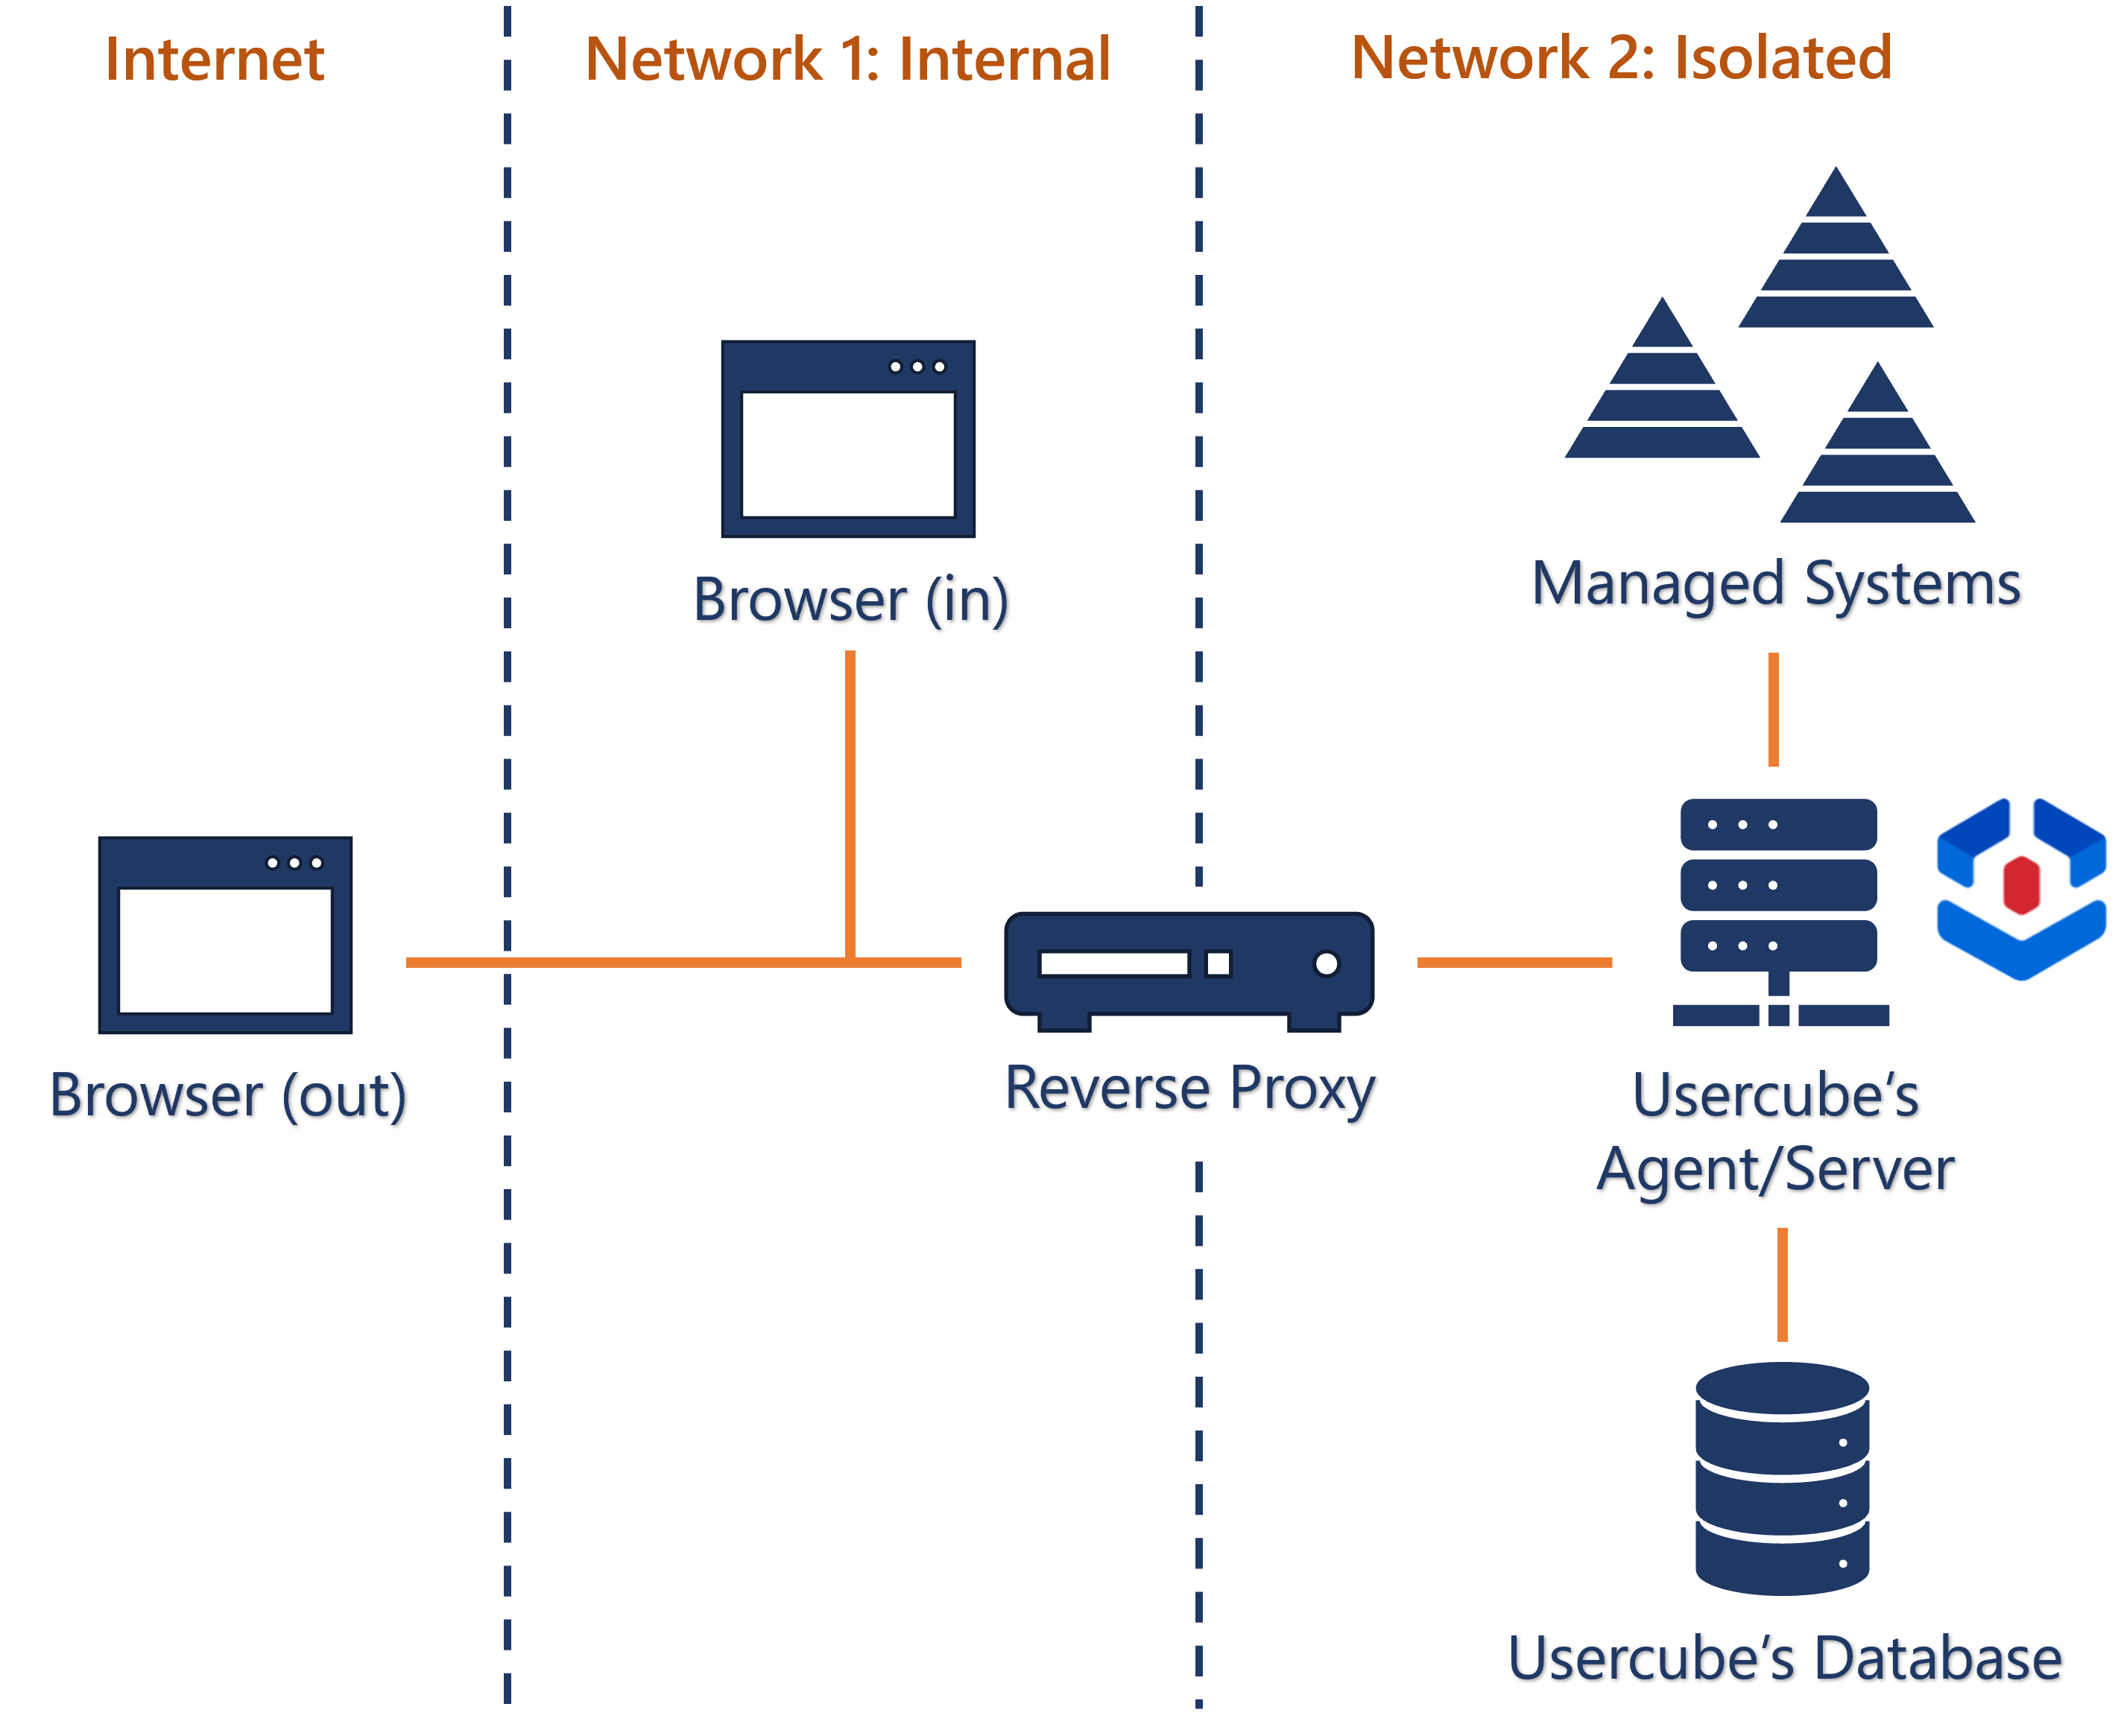 Internet
Network 1: Internal
Network 2: Isolated
Browser (in)
Managed Systems
Browser (out)
Reverse Proxy
Usercube‘s
Agent/Server
Usercube‘s Database